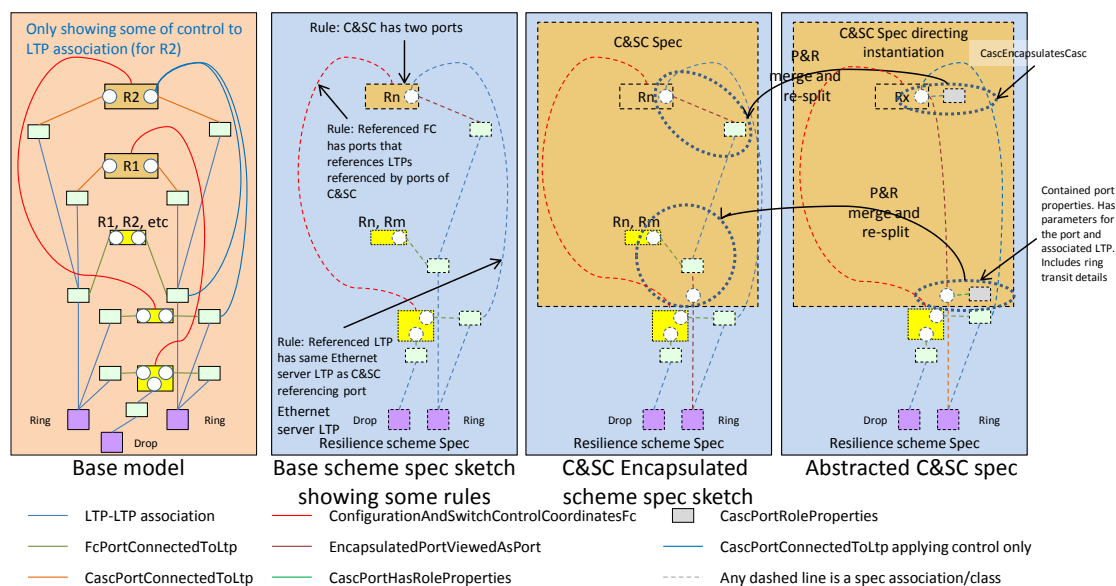 Only showing some of control to
LTP association (for R2)
R2
R1
R1, R2, etc
Ring
Ring
Drop
Base model
Rule: C&SC has two ports
Rn
Rule: Referenced FC
has ports that
references LTPs
referenced by ports of
C&SC
Rn, Rm
Rule: Referenced LTP
has same Ethernet
server LTP as C&SC
referencing port
Ethernet
server LTP
Drop
Ring
Resilience scheme Spec
Base scheme spec sketch
showing some rules
C&SC Spec
Rn
P&R
merge and
re-split
Rn, Rm
Drop
Ring
Resilience scheme Spec
C&SC Encapsulated
scheme spec sketch
C&SC Spec directing
instantiation
CascEncapsulatesCasc
Rx
P&R
merge and
re-split
Contained port
properties. Has
parameters for
the port and
associated LTP.
Includes ring
transit details
Drop
Ring
Resilience scheme Spec
Abstracted C&SC spec
LTP-LTP association
FcPortConnectedToLtp
CascPortConnectedToLtp
ConfigurationAndSwitchControlCoordinatesFc
EncapsulatedPortViewedAsPort
CascPortHasRoleProperties
CascPortRoleProperties
CascPortConnectedToLtp applying control only
Any dashed line is a spec association/class